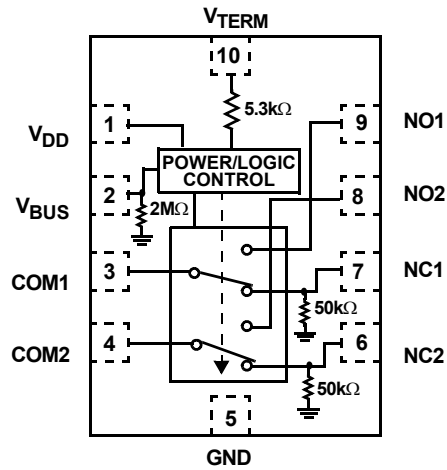 VTERM
10
5.3kΩ
1
9
NO1
VDD
POWER/LOGIC
CONTROL
2
8
NO2
VBUS
2MΩ
3
7
NC1
COM1
50kΩ
4
6
COM2
NC2
50kΩ
5
GND